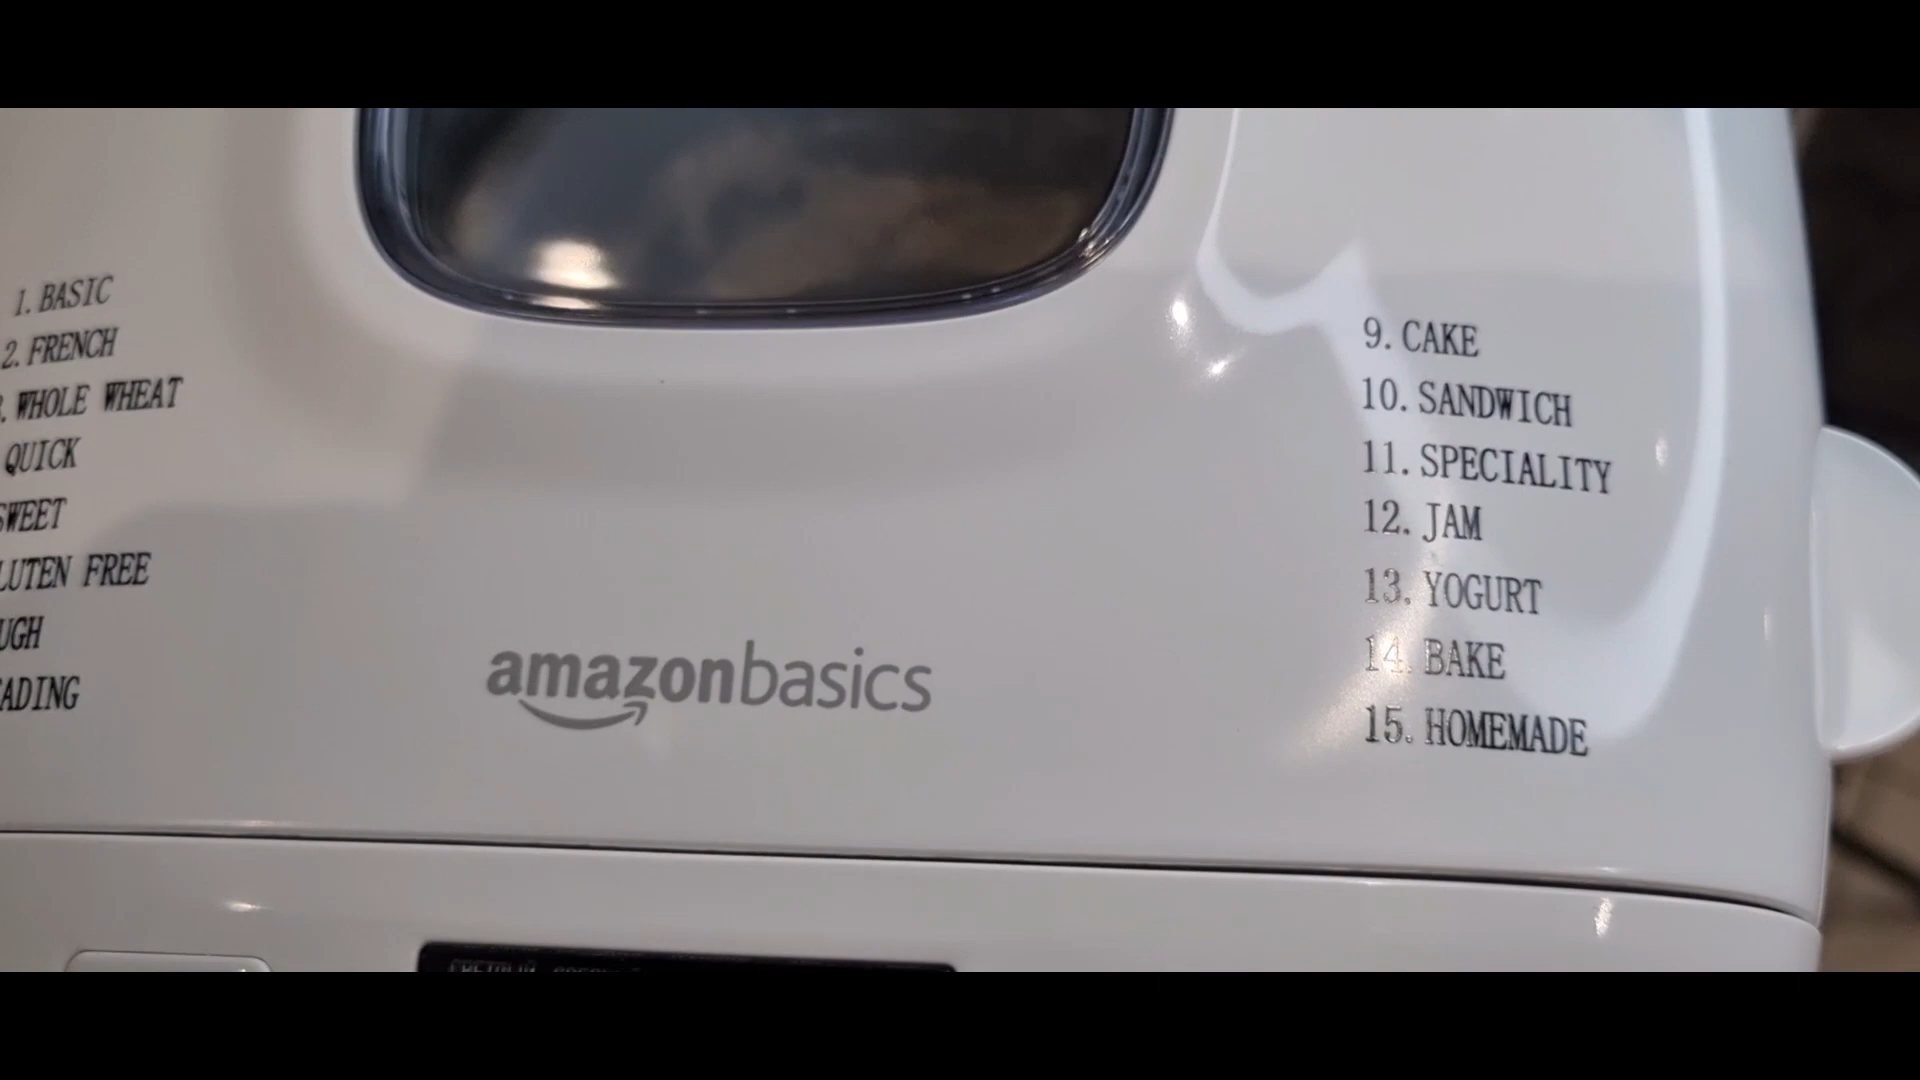 1. BASIC
2. FRENCH
WHOLE WHEAT
QUICK
SWEET
LUTEN FREE
UGH
ADING
amazonbasics
9. CAKE
10. SANDWICH
11. SPECIALITY
12. JAM
13. YOGURT
14. BAKE
15. HOMEMADE